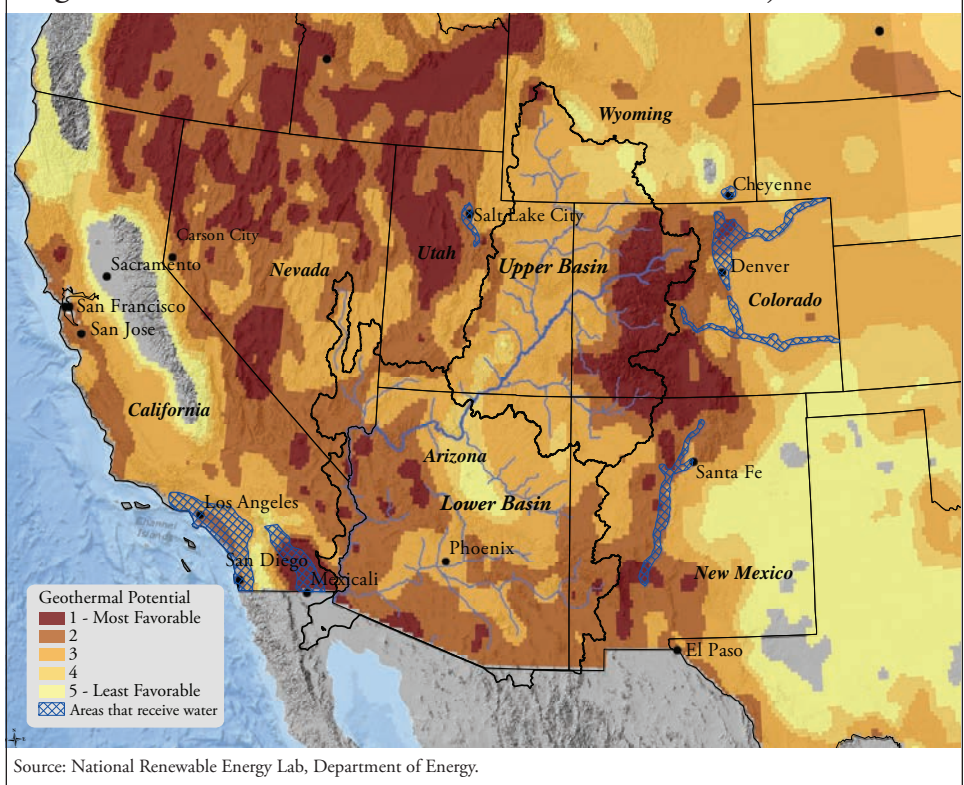 Wyoming
Cheyenne
Salt Lake City
Carson City
Utah
Nevada
Upper Basin
Sacramento
Denver
Colorado
San Francisco
San Jose
California
Arizona
Santa Fe
Lower Basin
Los Angeles
Channel
Islands
Phoenix
San Diego
New Mexico
Mexicali
Geothermal Potential
1 - Most Favorable
2
3
4
5 - Least Favorable
Areas that receive water
El Paso
Source: National Renewable Energy Lab, Department of Energy.